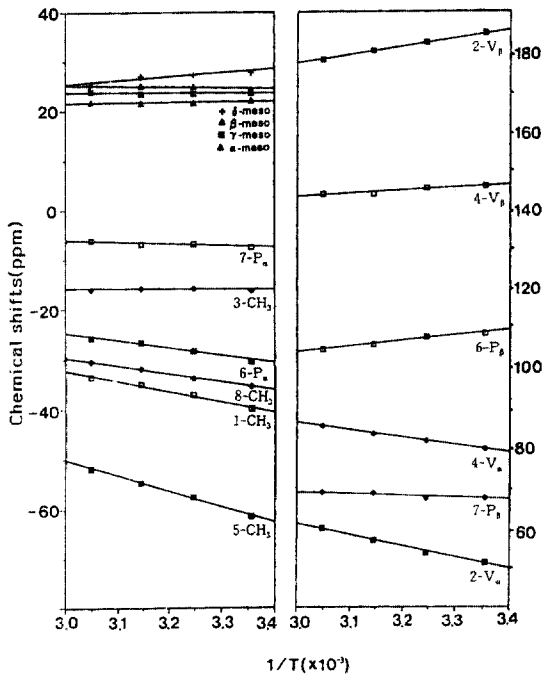 40
20
0
-20
-40
-60
Chemical shifts(ppm)
δ-meso
β-meso
γ-meso
α-meso
7-Pα
3-CH₃
6-Pα
8-CH₃
1-CH₃
5-CH₃
3,0 3,1 3,2 3,3 3,4
180
160
140
120
100
80
60
2-Vβ
4-Vβ
6-Pβ
4-Vα
7-Pβ
2-Vα
3,0 3,1 3,2 3,3 3,4
1/T(×10⁻³)